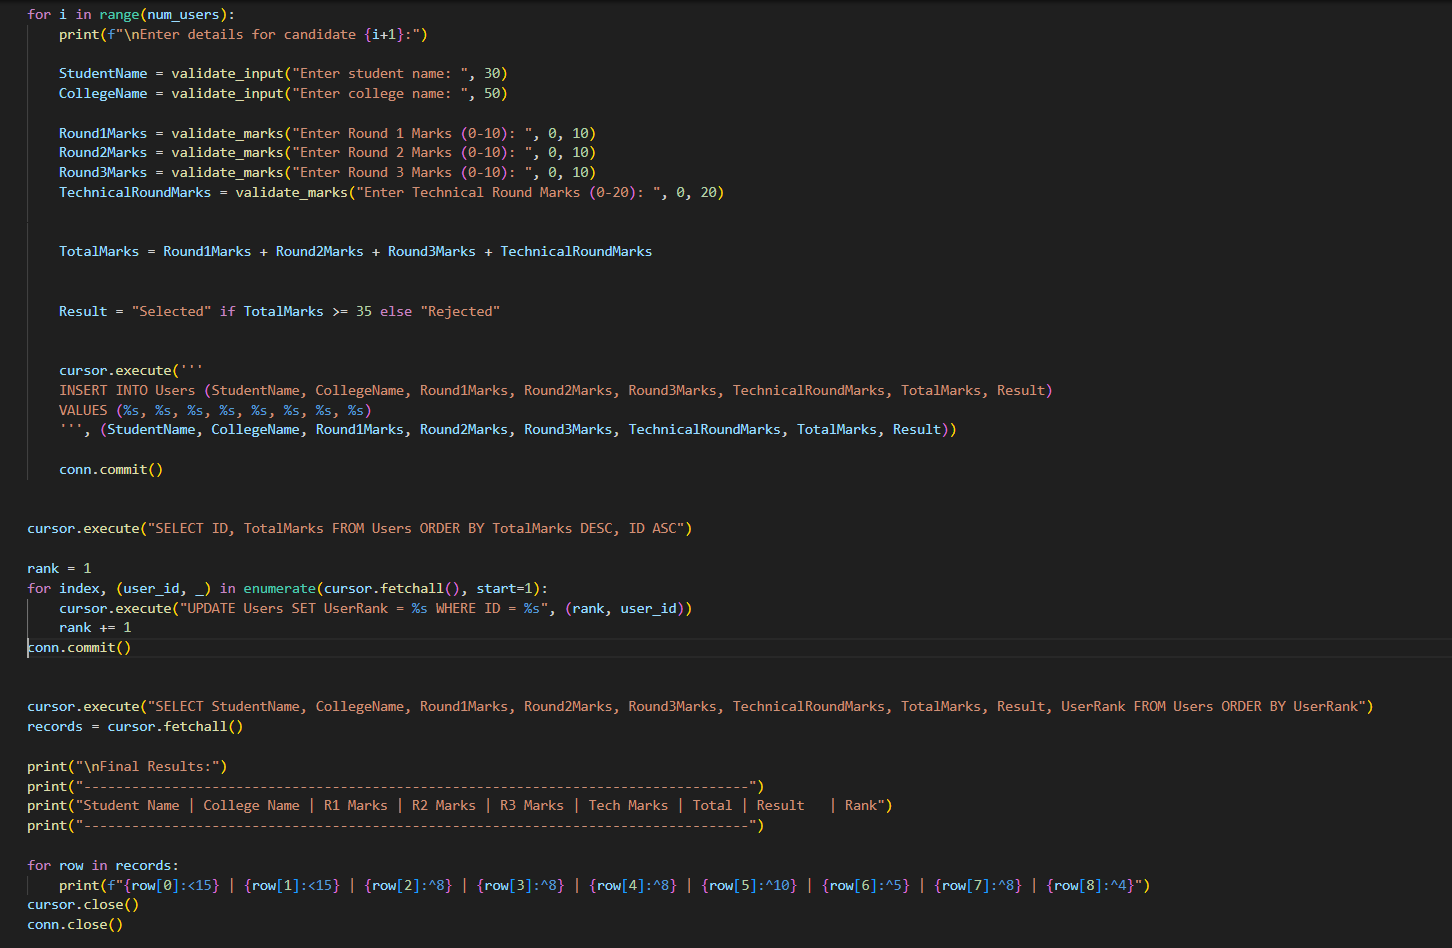 for i in range(num_users):
    print(f"\nEnter details for candidate {i+1}:")
    StudentName = validate_input("Enter student name: ", 30)
    CollegeName = validate_input("Enter college name: ", 50)
    Round1Marks = validate_marks("Enter Round 1 Marks (0-10): ", 0, 10)
    Round2Marks = validate_marks("Enter Round 2 Marks (0-10): ", 0, 10)
    Round3Marks = validate_marks("Enter Round 3 Marks (0-10): ", 0, 10)
    TechnicalRoundMarks = validate_marks("Enter Technical Round Marks (0-20): ", 0, 20)
    TotalMarks = Round1Marks + Round2Marks + Round3Marks + TechnicalRoundMarks
    Result = "Selected" if TotalMarks >= 35 else "Rejected"
    cursor.execute('''
    INSERT INTO Users (StudentName, CollegeName, Round1Marks, Round2Marks, Round3Marks, TechnicalRoundMarks, TotalMarks, Result)
    VALUES (%s, %s, %s, %s, %s, %s, %s, %s)
    ''', (StudentName, CollegeName, Round1Marks, Round2Marks, Round3Marks, TechnicalRoundMarks, TotalMarks, Result))
    conn.commit()
cursor.execute("SELECT ID, TotalMarks FROM Users ORDER BY TotalMarks DESC, ID ASC")
rank = 1
for index, (user_id, _) in enumerate(cursor.fetchall(), start=1):
    cursor.execute("UPDATE Users SET UserRank = %s WHERE ID = %s", (rank, user_id))
    rank += 1
conn.commit()
cursor.execute("SELECT StudentName, CollegeName, Round1Marks, Round2Marks, Round3Marks, TechnicalRoundMarks, TotalMarks, Result, UserRank FROM Users ORDER BY UserRank")
records = cursor.fetchall()
print("\nFinal Results:")
print("-----------------------------------------------------------------------------------")
print("Student Name | College Name | R1 Marks | R2 Marks | R3 Marks | Tech Marks | Total | Result   | Rank")
print("-----------------------------------------------------------------------------------")
for row in records:
    print(f"{row[0]:<15} | {row[1]:<15} | {row[2]:^8} | {row[3]:^8} | {row[4]:^8} | {row[5]:^10} | {row[6]:^5} | {row[7]:^8} | {row[8]:^4}")
cursor.close()
conn.close()